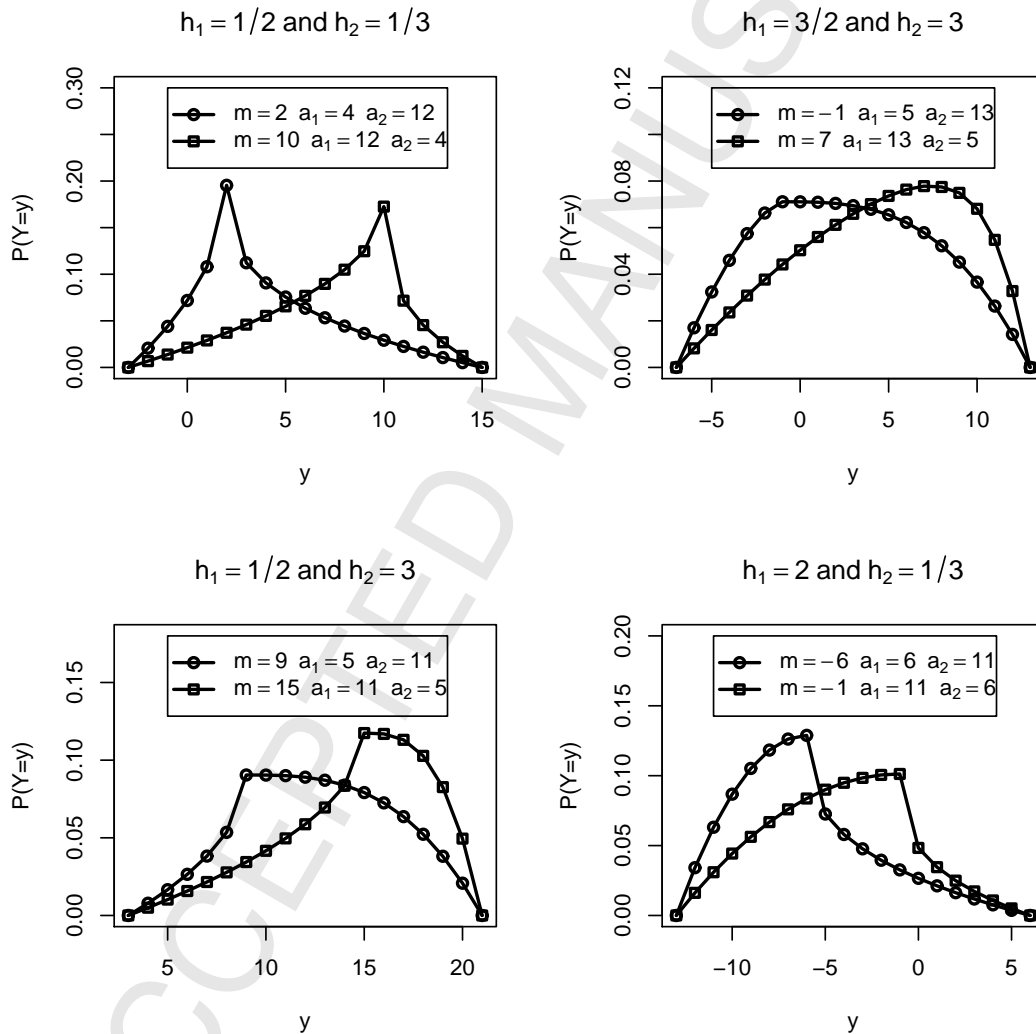 h₁ = 1/2 and h₂ = 1/3
m = 2 a₁ = 4 a₂ = 12
m = 10 a₁ = 12 a₂ = 4
P(Y=y)
0.00 0.10 0.20 0.30
0 5 10 15
y
h₁ = 3/2 and h₂ = 3
m = −1 a₁ = 5 a₂ = 13
m = 7 a₁ = 13 a₂ = 5
P(Y=y)
0.00 0.04 0.08 0.12
−5 0 5 10
y
h₁ = 1/2 and h₂ = 3
m = 9 a₁ = 5 a₂ = 11
m = 15 a₁ = 11 a₂ = 5
P(Y=y)
0.00 0.05 0.10 0.15
5 10 15 20
y
h₁ = 2 and h₂ = 1/3
m = −6 a₁ = 6 a₂ = 11
m = −1 a₁ = 11 a₂ = 6
P(Y=y)
0.00 0.05 0.10 0.15 0.20
−10 −5 0 5
y
CCEPTED MANUS